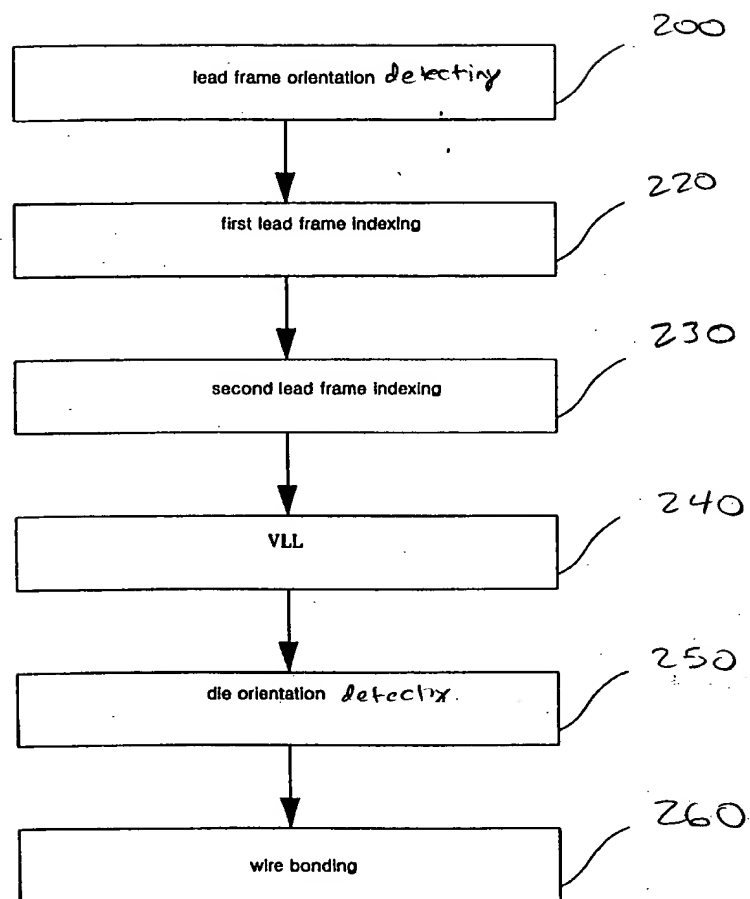 200
lead frame orientation detecting
220
first lead frame indexing
230
second lead frame indexing
240
VLL
250
die orientation detecting.
260
wire bonding